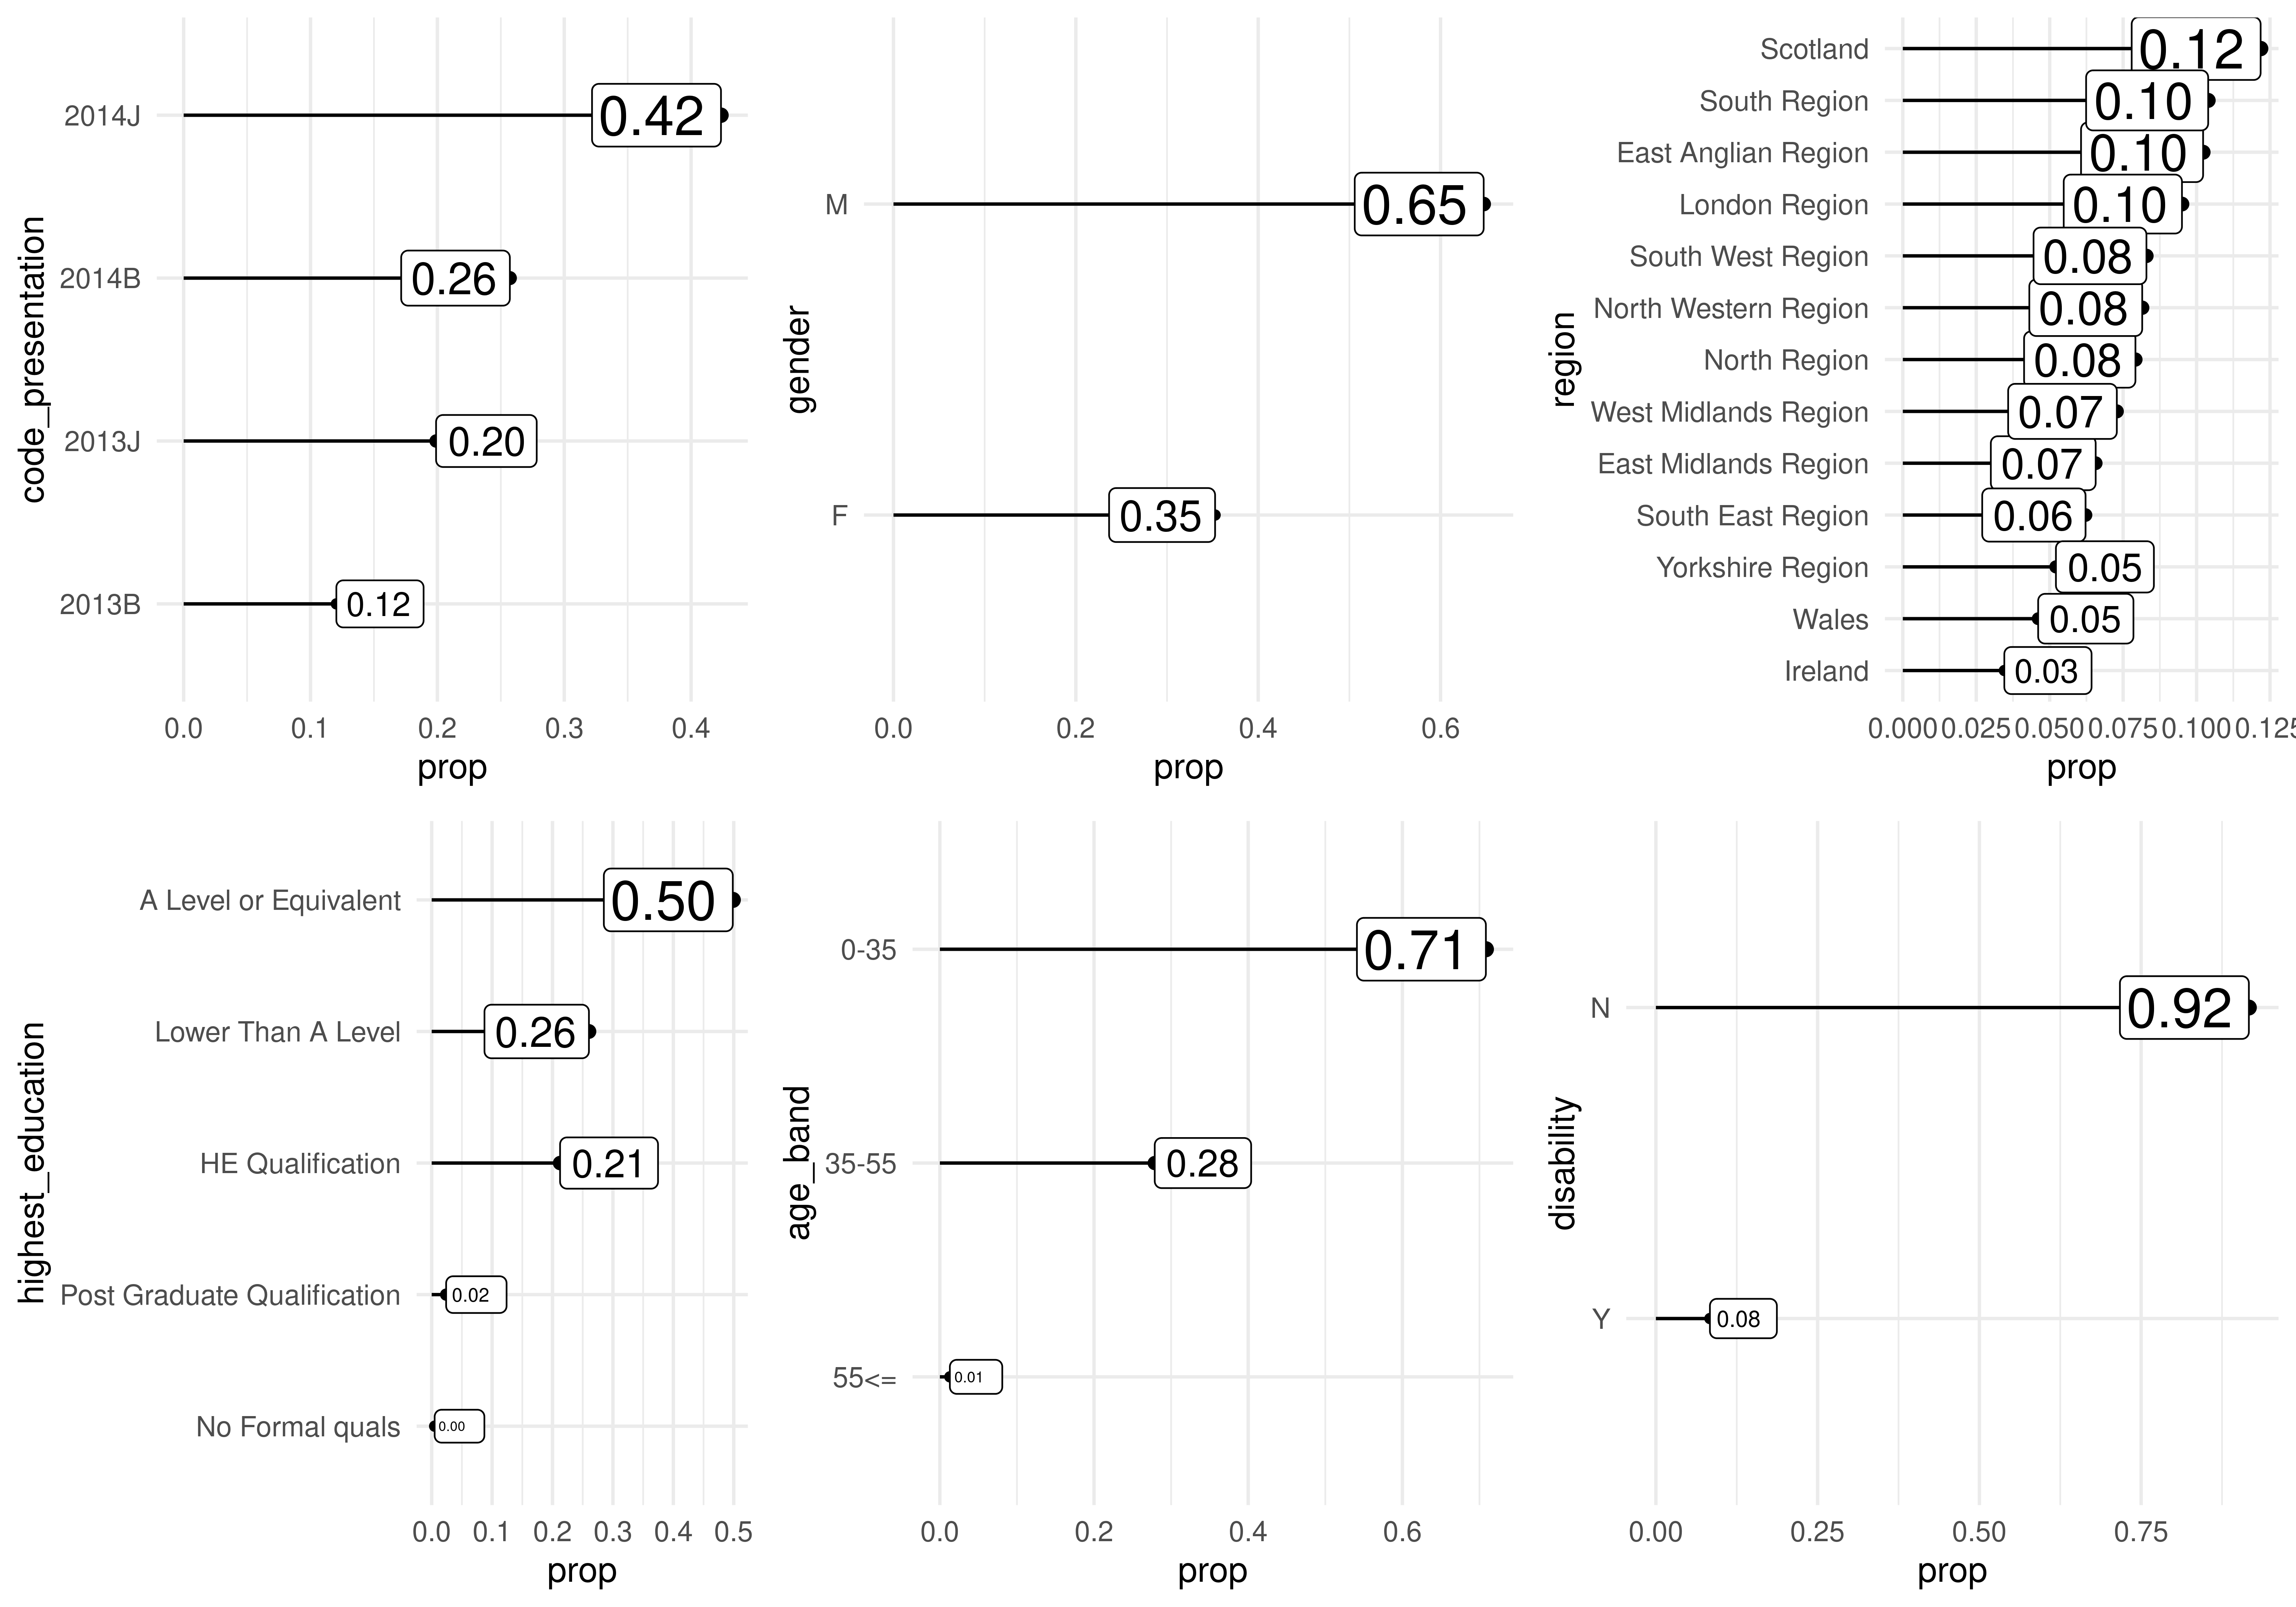 code_presentation
2014J
0.42
2014B
0.26
2013J
0.20
2013B
0.12
0.0 0.1 0.2 0.3 0.4
prop
gender
M
0.65
F
0.35
0.0 0.2 0.4 0.6
prop
region
Scotland
0.12
South Region
0.10
East Anglian Region
0.10
London Region
0.10
South West Region
0.08
North Western Region
0.08
North Region
0.08
West Midlands Region
0.07
East Midlands Region
0.07
South East Region
0.06
Yorkshire Region
0.05
Wales
0.05
Ireland
0.03
0.000 0.025 0.050 0.075 0.100 0.125
prop
highest_education
A Level or Equivalent
0.50
Lower Than A Level
0.26
HE Qualification
0.21
Post Graduate Qualification
0.02
No Formal quals
0.00
0.0 0.1 0.2 0.3 0.4 0.5
prop
age_band
0-35
0.71
35-55
0.28
55<=
0.01
0.0 0.2 0.4 0.6
prop
disability
N
0.92
Y
0.08
0.00 0.25 0.50 0.75
prop